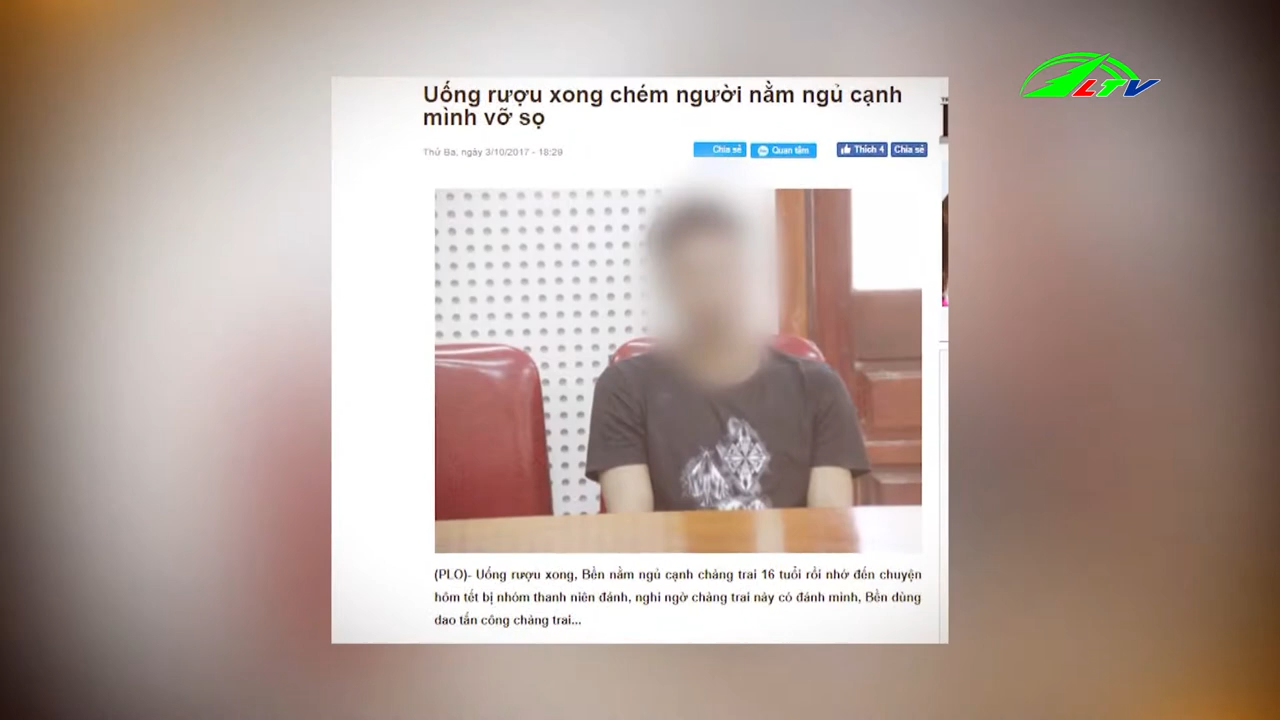 LTV
Uống rượu xong chém người nằm ngủ cạnh
mình vỡ sọ
Thứ Ba, ngày 3/10/2017 - 18:29
Chia sẻ
Quan tâm
Thích 4
Chia sẻ
(PLO)- Uống rượu xong, Bền nằm ngủ cạnh chàng trai 16 tuổi rồi nhớ đến chuyện
hôm tết bị nhóm thanh niên đánh, nghi ngờ chàng trai này có đánh mình, Bền dùng
dao tấn công chàng trai...